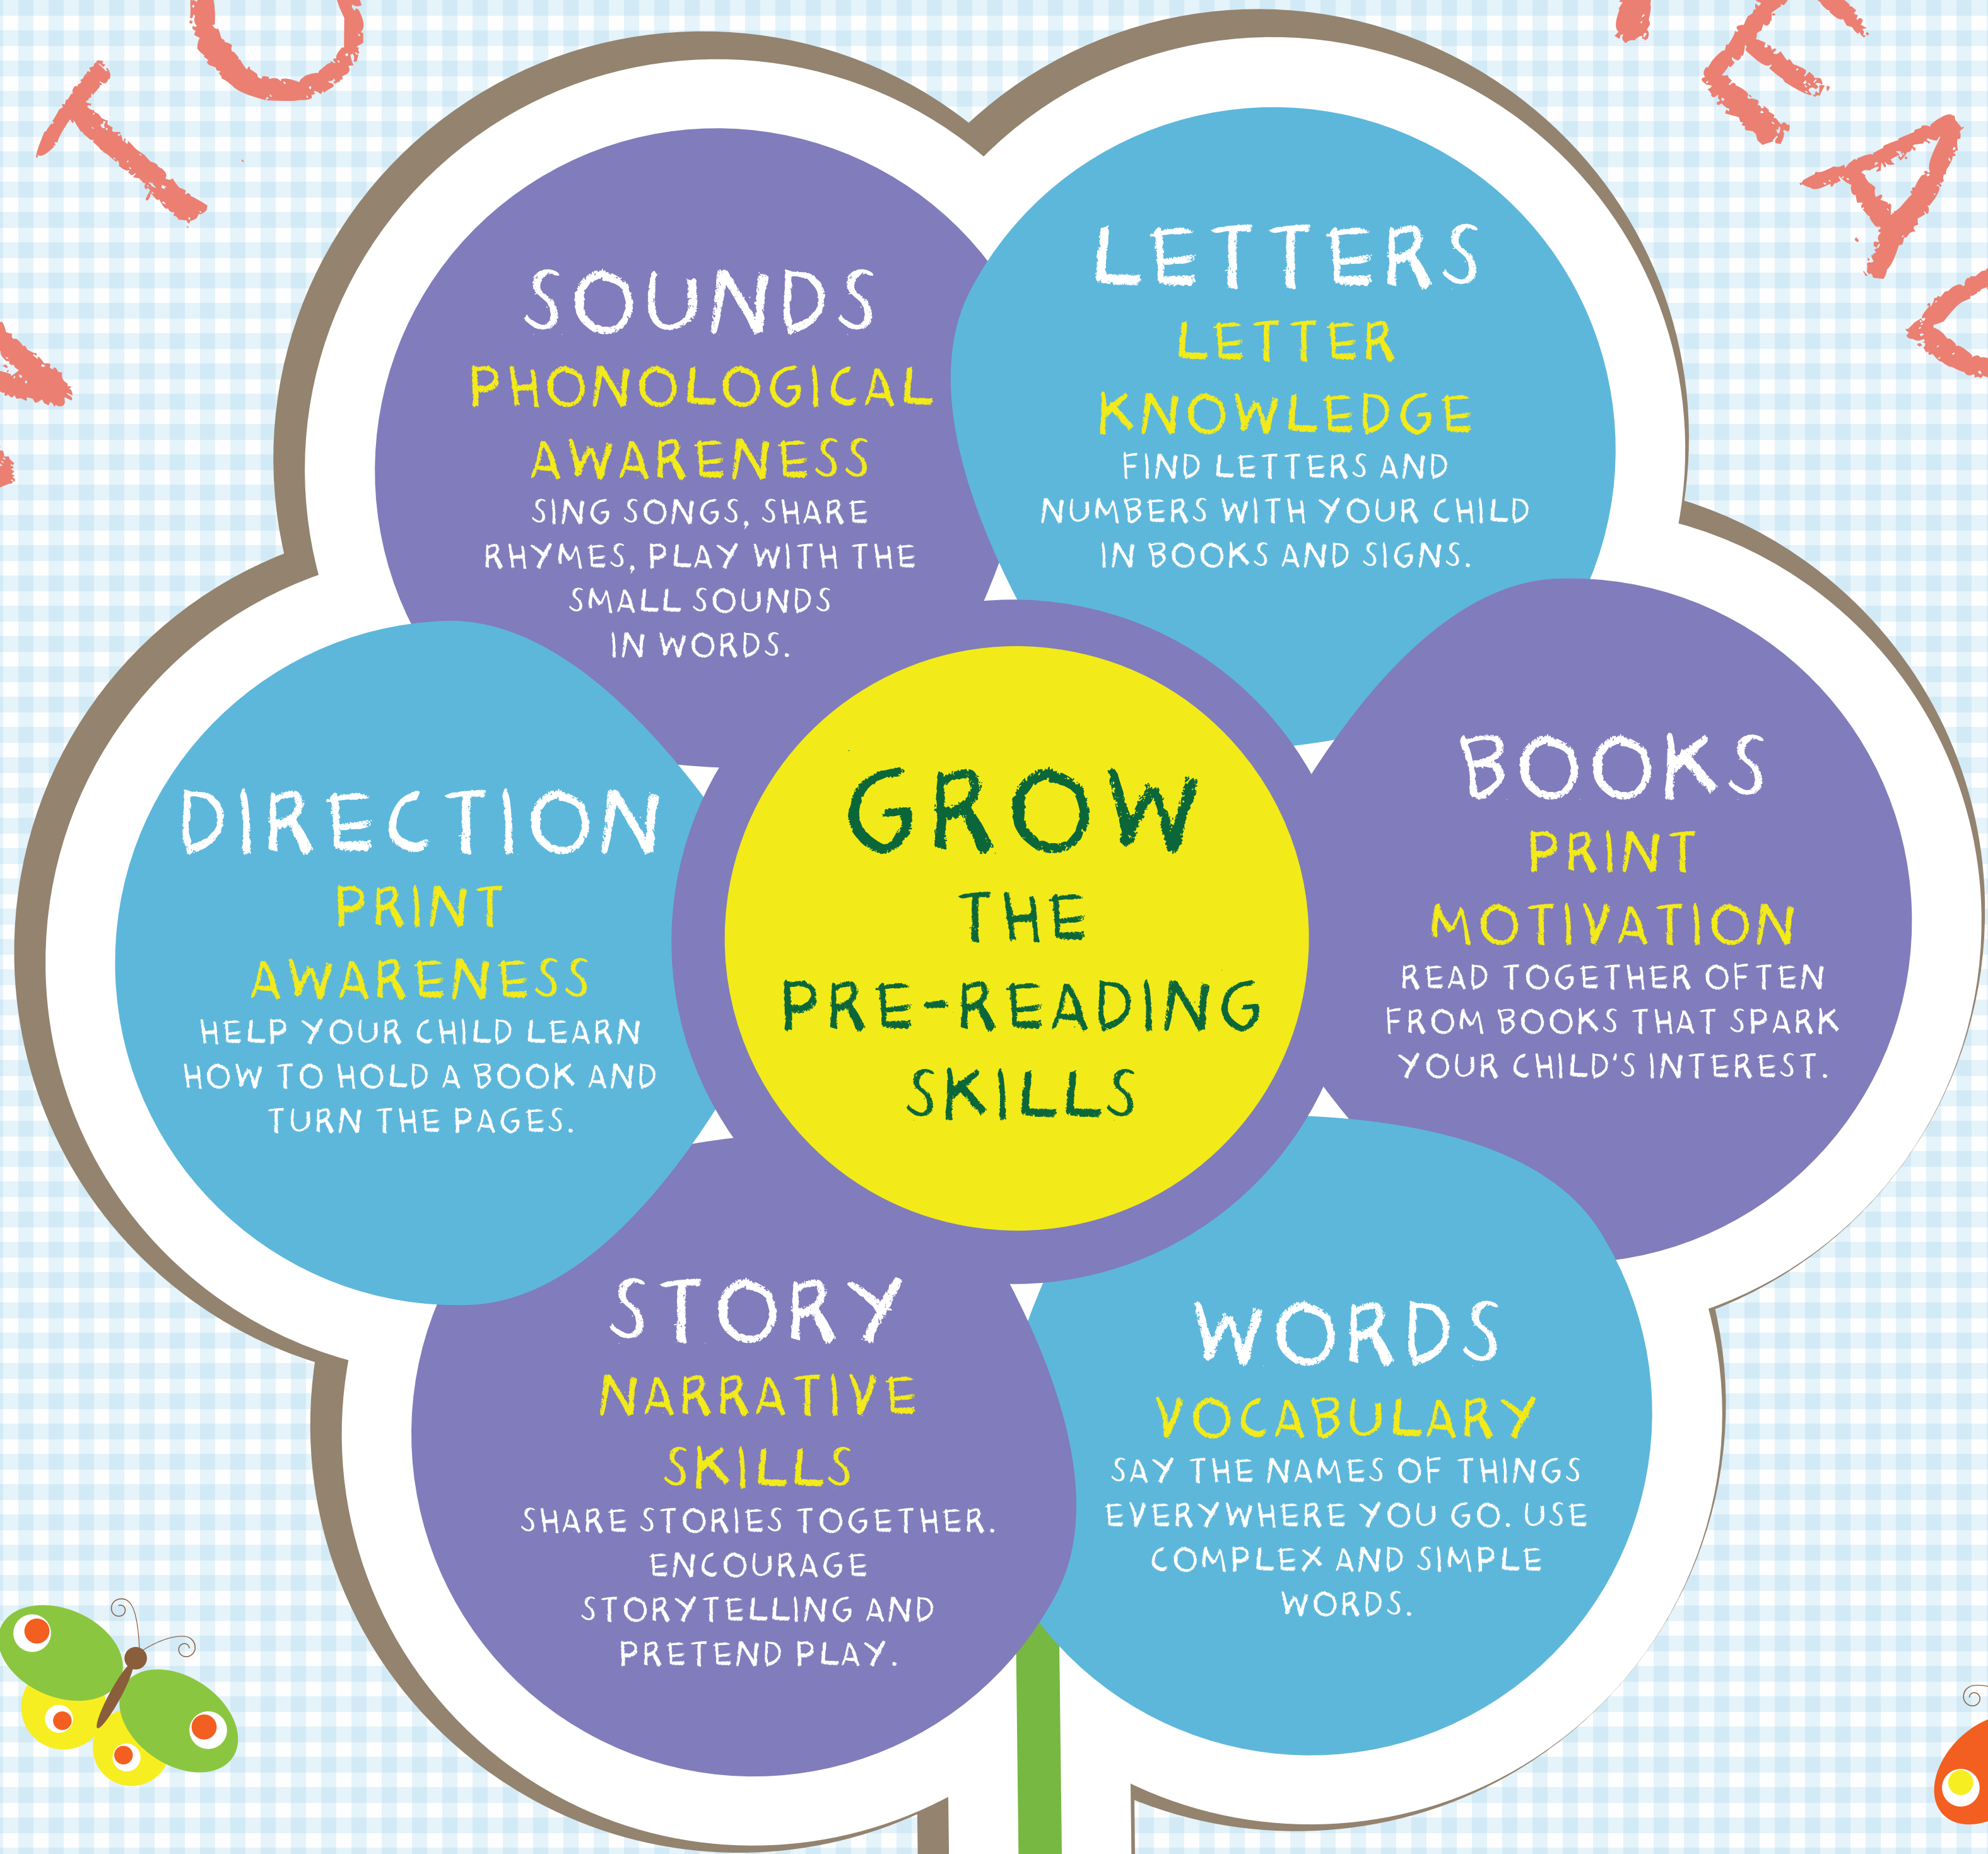 SOUNDS
PHONOLOGICAL
AWARENESS
SING SONGS, SHARE
RHYMES, PLAY WITH THE
SMALL SOUNDS
IN WORDS.
LETTERS
LETTER
KNOWLEDGE
FIND LETTERS AND
NUMBERS WITH YOUR CHILD
IN BOOKS AND SIGNS.
DIRECTION
PRINT
AWARENESS
HELP YOUR CHILD LEARN
HOW TO HOLD A BOOK AND
TURN THE PAGES.
GROW
THE
PRE-READING
SKILLS
BOOKS
PRINT
MOTIVATION
READ TOGETHER OFTEN
FROM BOOKS THAT SPARK
YOUR CHILD'S INTEREST.
STORY
NARRATIVE
SKILLS
SHARE STORIES TOGETHER.
ENCOURAGE
STORYTELLING AND
PRETEND PLAY.
WORDS
VOCABULARY
SAY THE NAMES OF THINGS
EVERYWHERE YOU GO. USE
COMPLEX AND SIMPLE
WORDS.